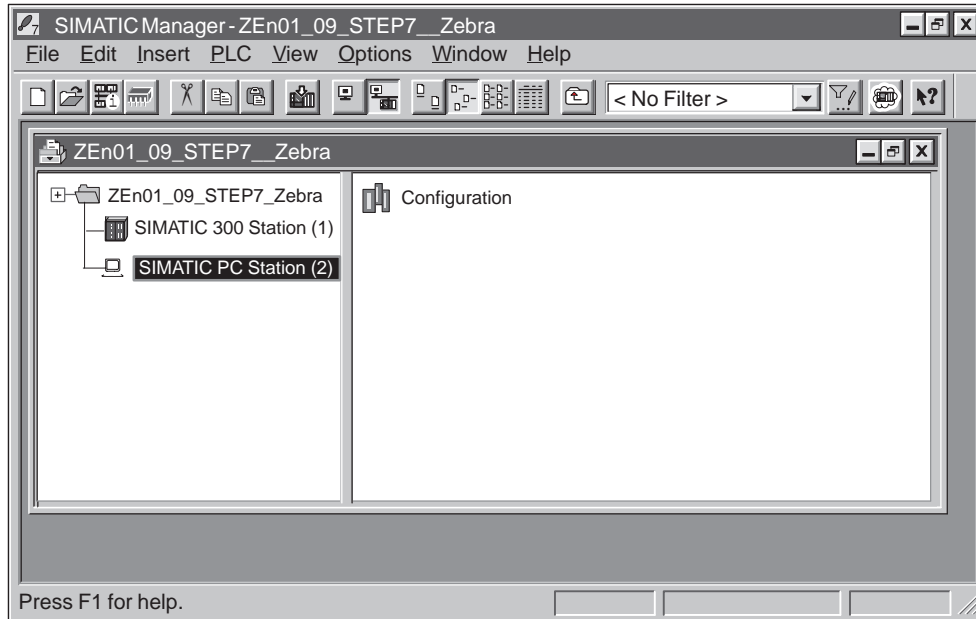 SIMATIC Manager - ZEn01_09_STEP7__Zebra
File Edit Insert PLC View Options Window Help
< No Filter >
ZEn01_09_STEP7__Zebra
ZEn01_09_STEP7_Zebra
Configuration
SIMATIC 300 Station (1)
SIMATIC PC Station (2)
Press F1 for help.